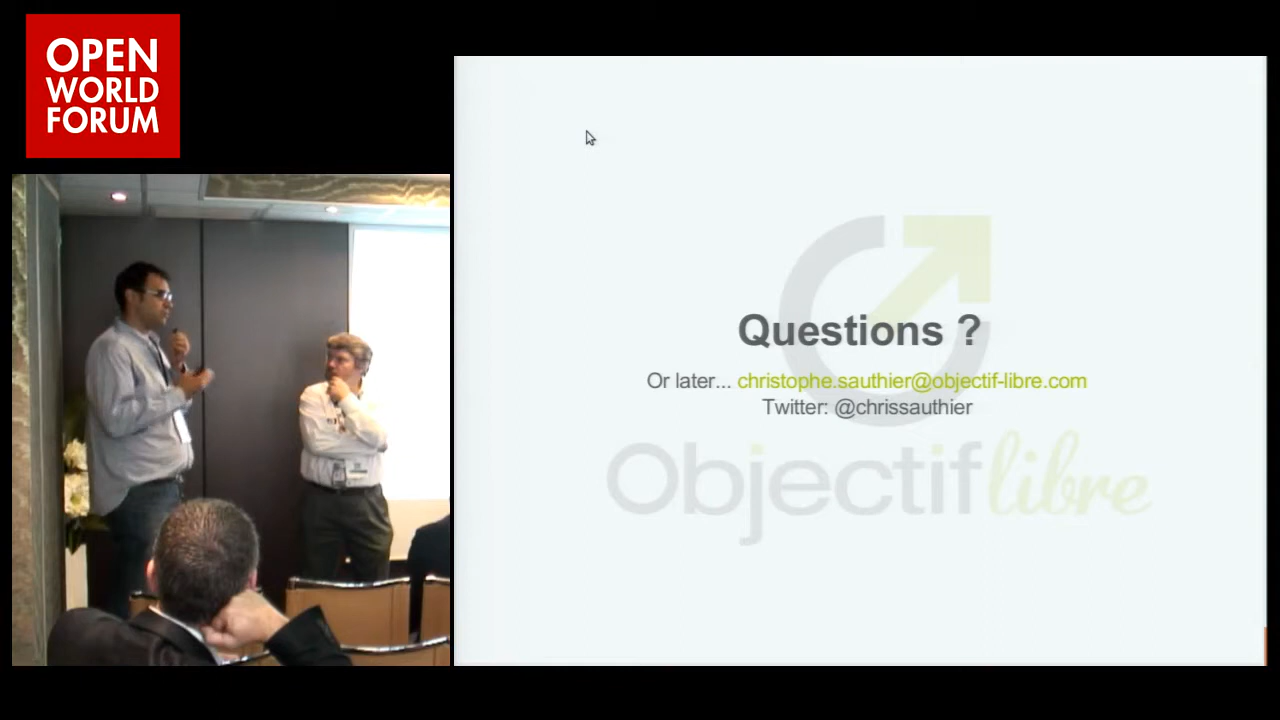 OPEN
WORLD
FORUM
Questions ?
Or later... christophe.sauthier@objectif-libre.com
Twitter: @chrissauthier
Objectif libre